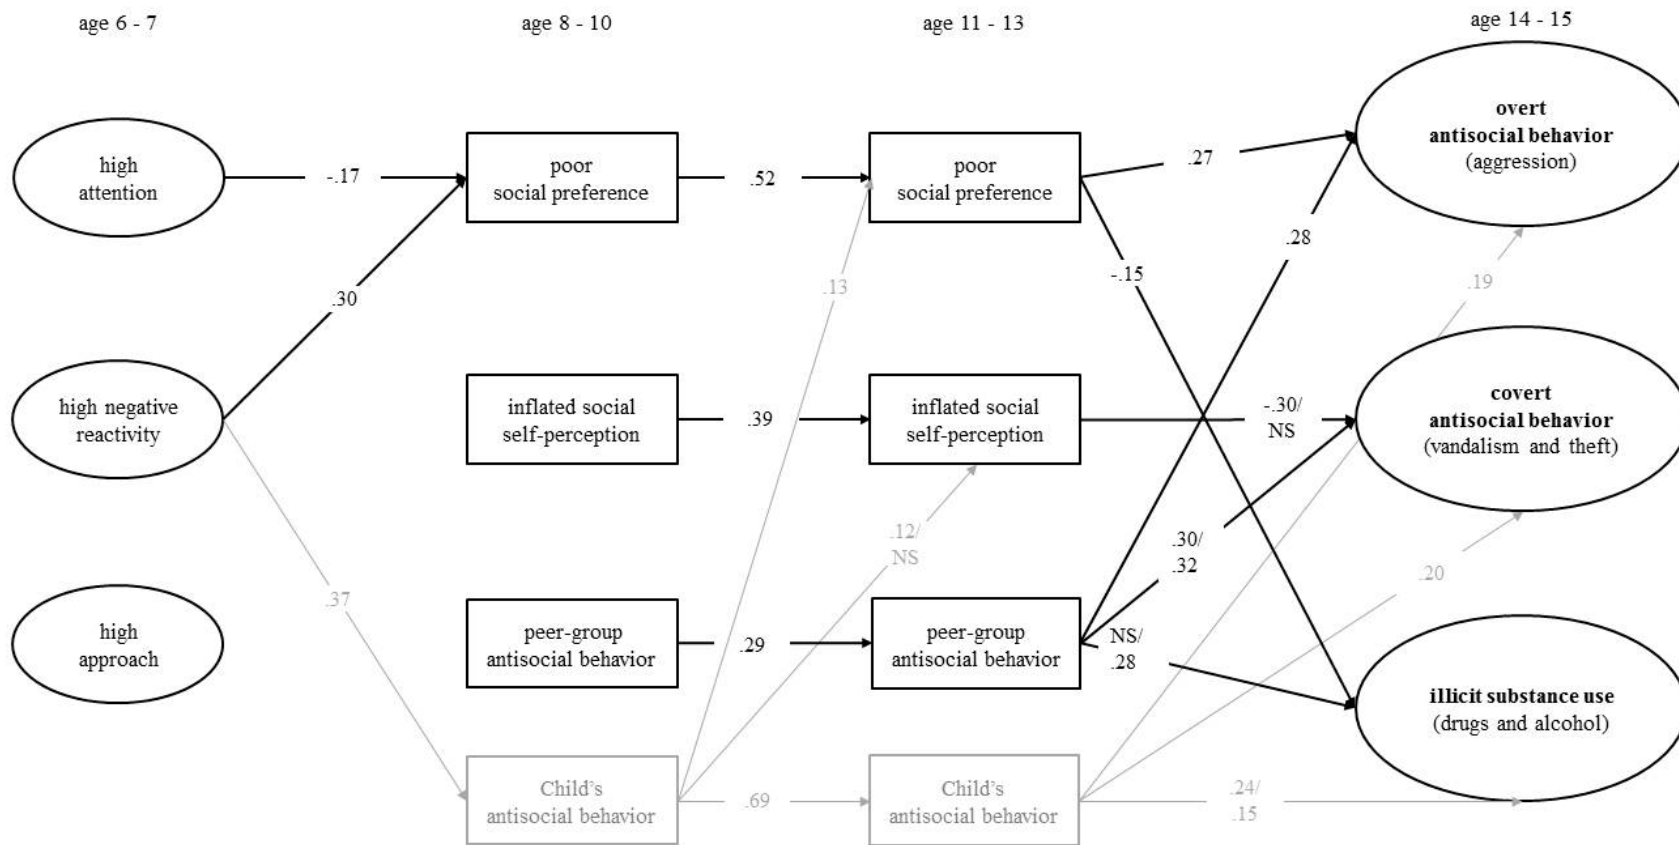 age 6 - 7
age 8 - 10
age 11 - 13
age 14 - 15
high
attention
-.17
poor
social preference
.52
poor
social preference
.27
overt
antisocial behavior
(aggression)
.30
.13
-.15
.28
.19
high negative
reactivity
inflated social
self-perception
.39
inflated social
self-perception
-.30/
NS
covert
antisocial behavior
(vandalism and theft)
.37
.12/
NS
.30/
.32
.20
high
approach
peer-group
antisocial behavior
.29
peer-group
antisocial behavior
NS/
.28
illicit substance use
(drugs and alcohol)
Child's
antisocial behavior
.69
Child's
antisocial behavior
.24/
.15